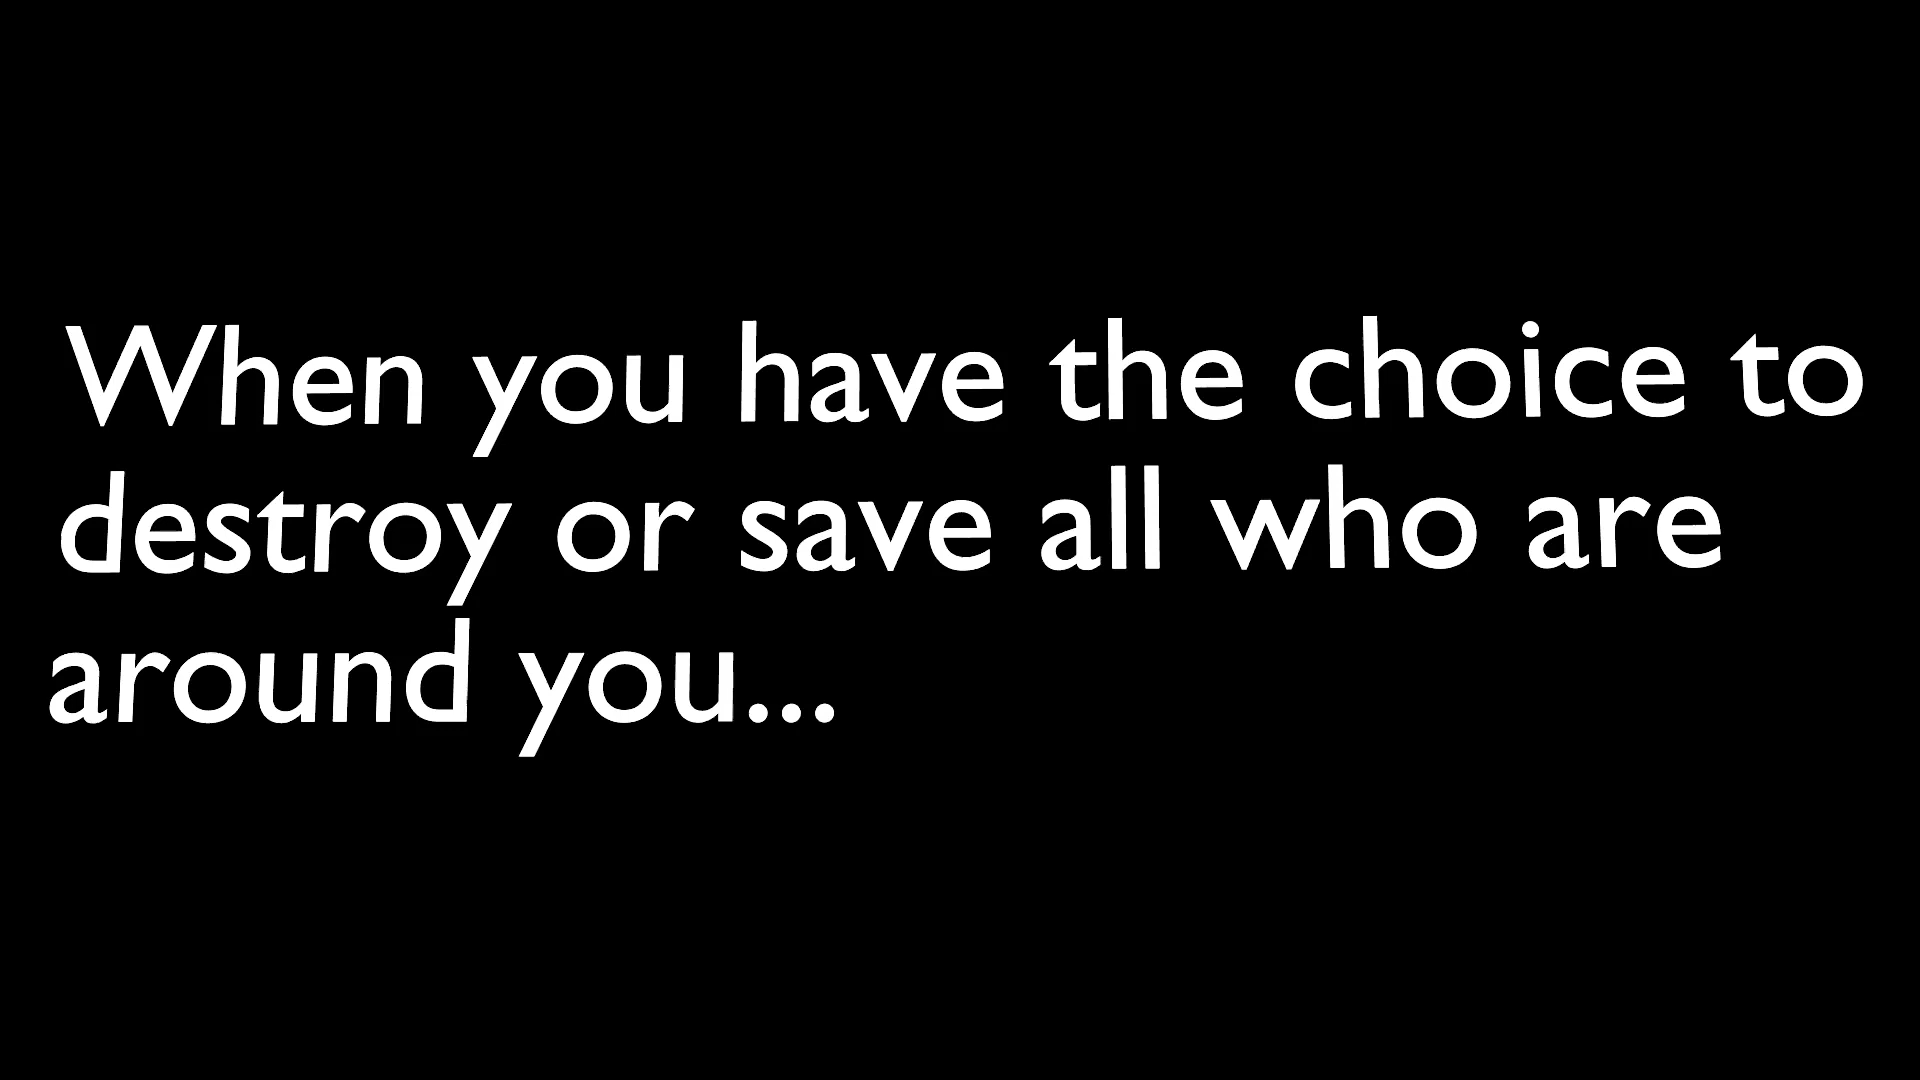 When you have the choice to
destroy or save all who are
around you...